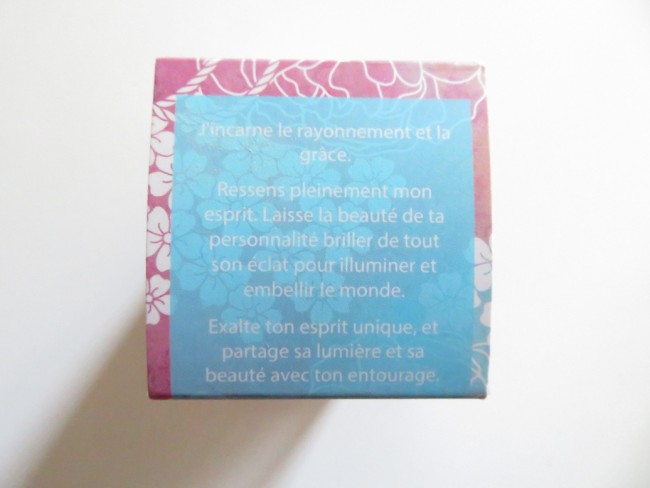 J'incarne le rayonnement et la
grâce.
Ressens pleinement mon
esprit. Laisse la beauté de ta
personnalité briller de tout
son éclat pour illuminer et
embellir le monde.
Exalte ton esprit unique, et
partage sa lumière et sa
beauté avec ton entourage.